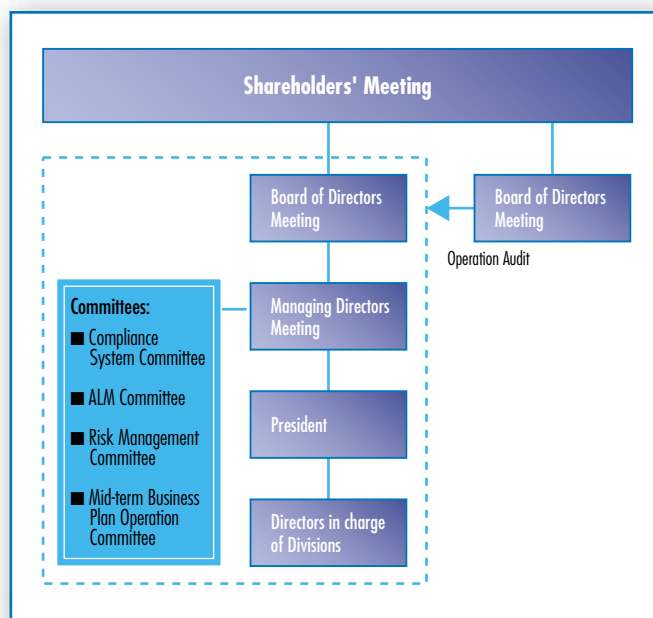 Shareholders' Meeting
Board of Directors
Meeting
Board of Directors
Meeting
Operation Audit
Committees:
■ Compliance
System Committee
■ ALM Committee
■ Risk Management
Committee
■ Mid-term Business
Plan Operation
Committee
Managing Directors
Meeting
President
Directors in charge
of Divisions